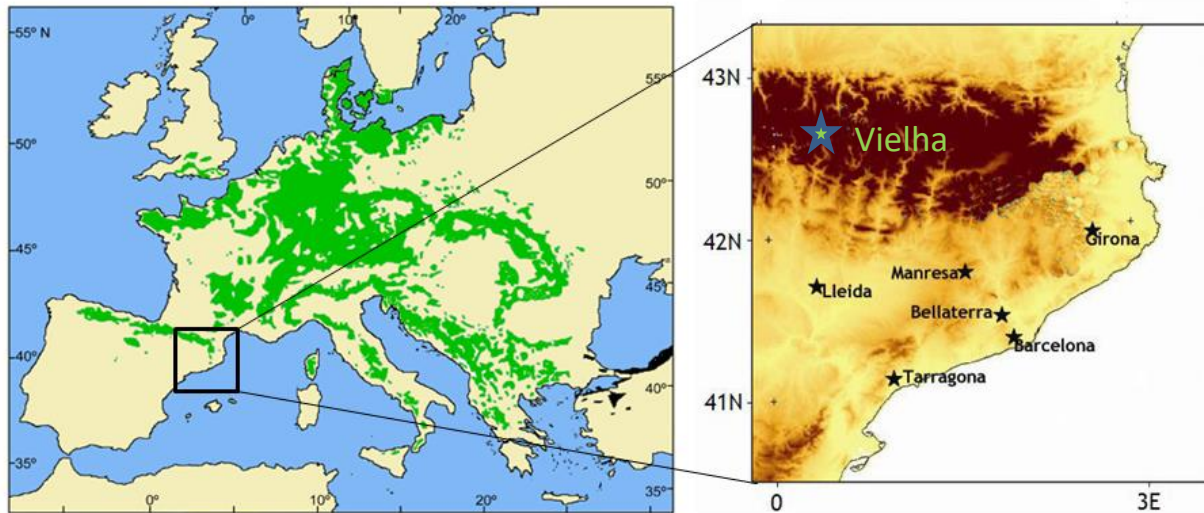 0° 10° 20°
55° N
55°
50°
50°
45°
45°
40°
40°
35°
35°
0° 10° 20°
43N
Vielha
42N
Girona
Manresa
Lleida
Bellaterra
Barcelona
Tarragona
41N
0 3E